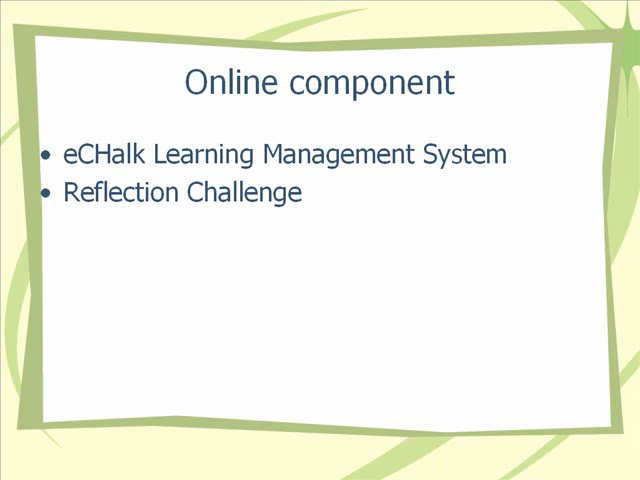 Online component
• eCHalk Learning Management System
• Reflection Challenge